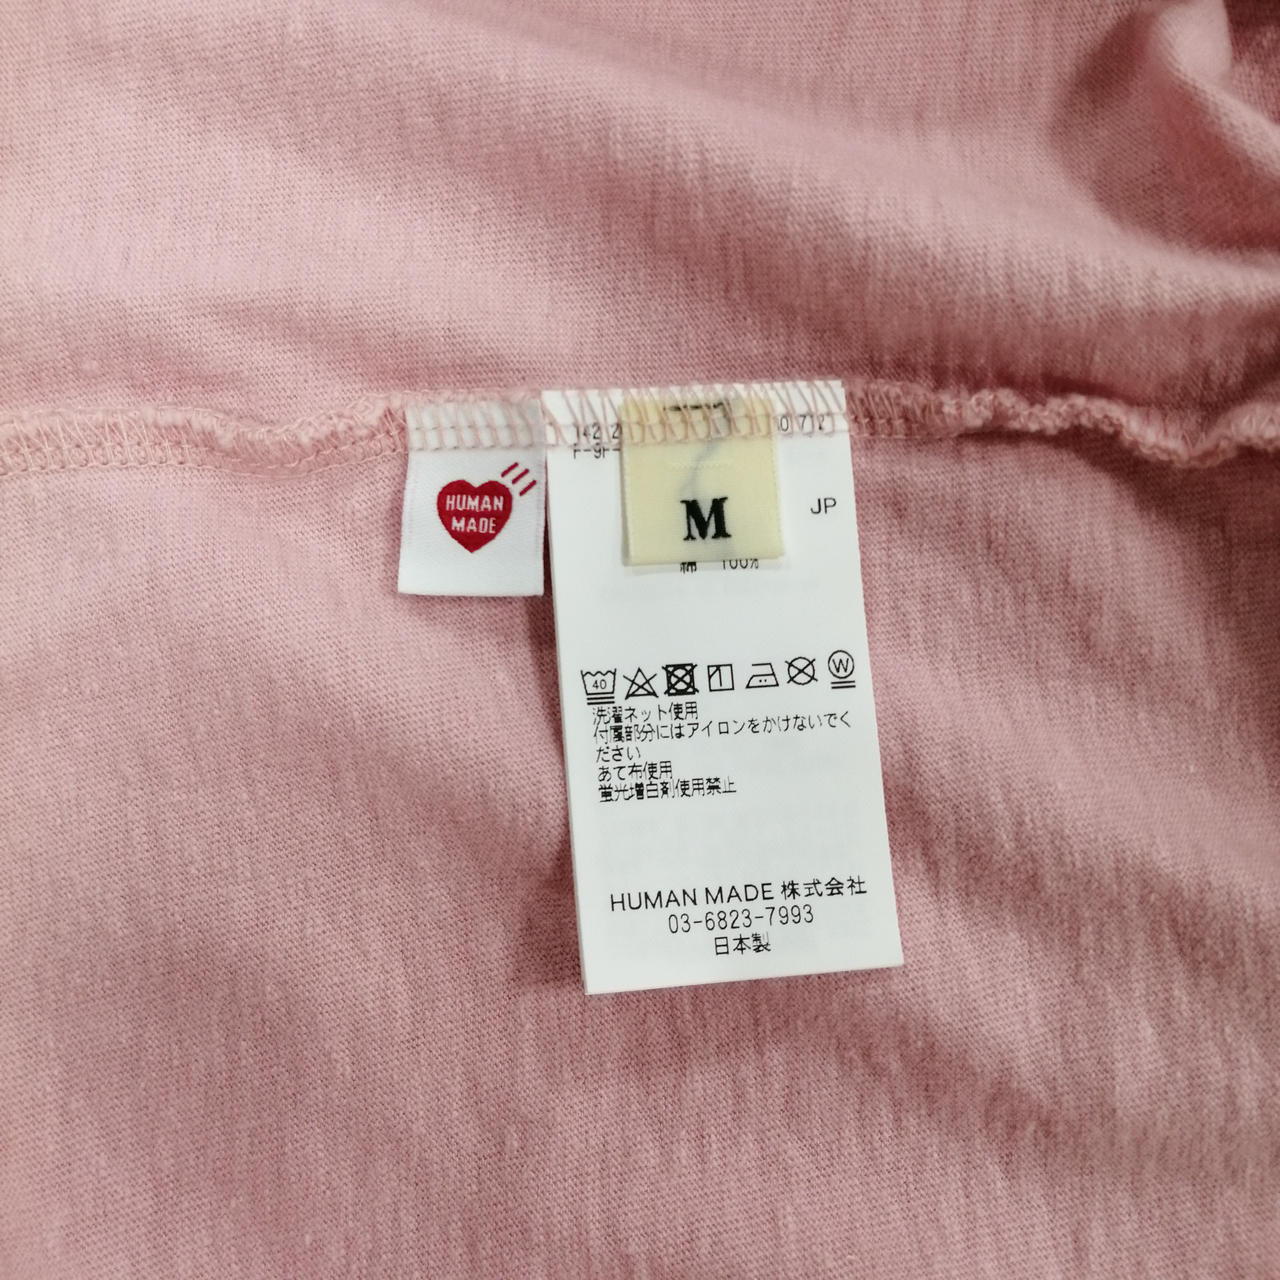 HUMAN
MADE
M
JP
綿 100%
40
W
洗濯ネット使用
付属部分にはアイロンをかけないでく
ださい
あて布使用
蛍光増白剤使用禁止
HUMAN MADE 株式会社
03-6823-7993
日本製